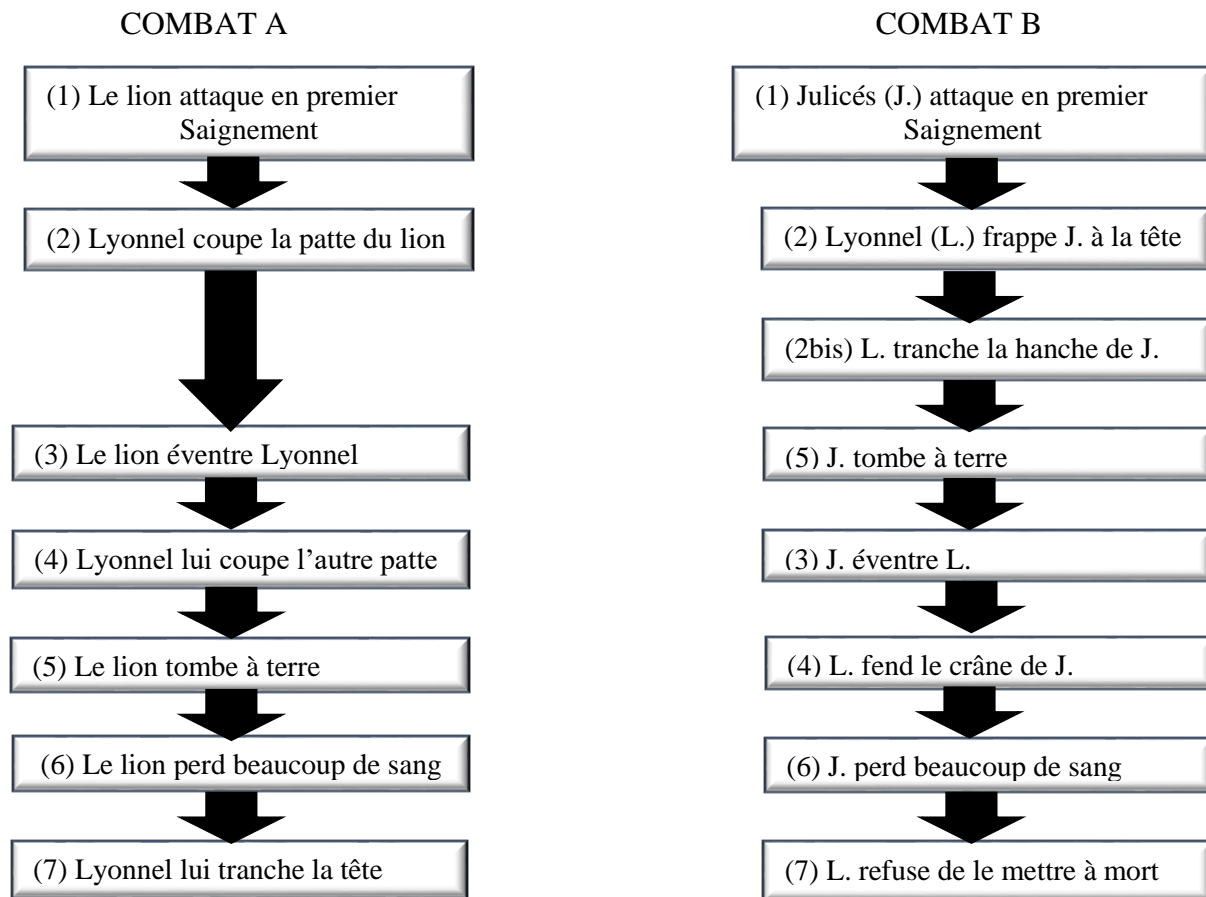 COMBAT A
(1) Le lion attaque en premier
Saignement
(2) Lyonnel coupe la patte du lion
(3) Le lion éventre Lyonnel
(4) Lyonnel lui coupe l’autre patte
(5) Le lion tombe à terre
(6) Le lion perd beaucoup de sang
(7) Lyonnel lui tranche la tête
COMBAT B
(1) Julicés (J.) attaque en premier
Saignement
(2) Lyonnel (L.) frappe J. à la tête
(2bis) L. tranche la hanche de J.
(5) J. tombe à terre
(3) J. éventre L.
(4) L. fend le crâne de J.
(6) J. perd beaucoup de sang
(7) L. refuse de le mettre à mort